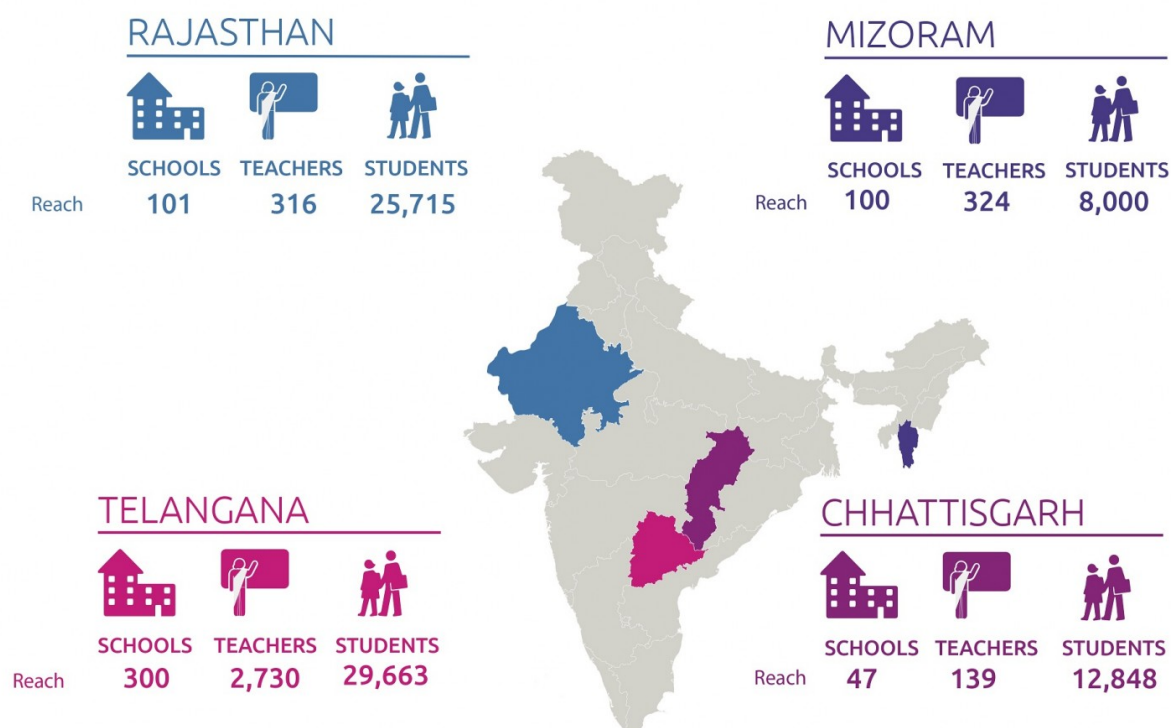 RAJASTHAN
SCHOOLS TEACHERS STUDENTS
Reach 101 316 25,715
MIZORAM
SCHOOLS TEACHERS STUDENTS
Reach 100 324 8,000
TELANGANA
SCHOOLS TEACHERS STUDENTS
Reach 300 2,730 29,663
CHHATTISGARH
SCHOOLS TEACHERS STUDENTS
Reach 47 139 12,848